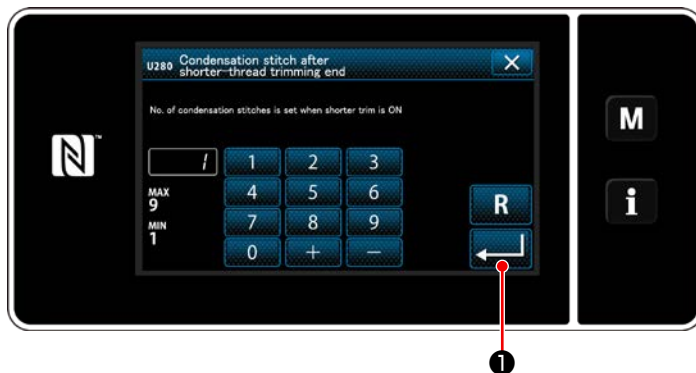 U280 Condensation stitch after
shorter-thread trimming end
No. of condensation stitches is set when shorter trim is ON
N™
M
1
1 2 3
MAX
9
4 5 6
R
i
MIN
1
7 8 9
0 + −
❶